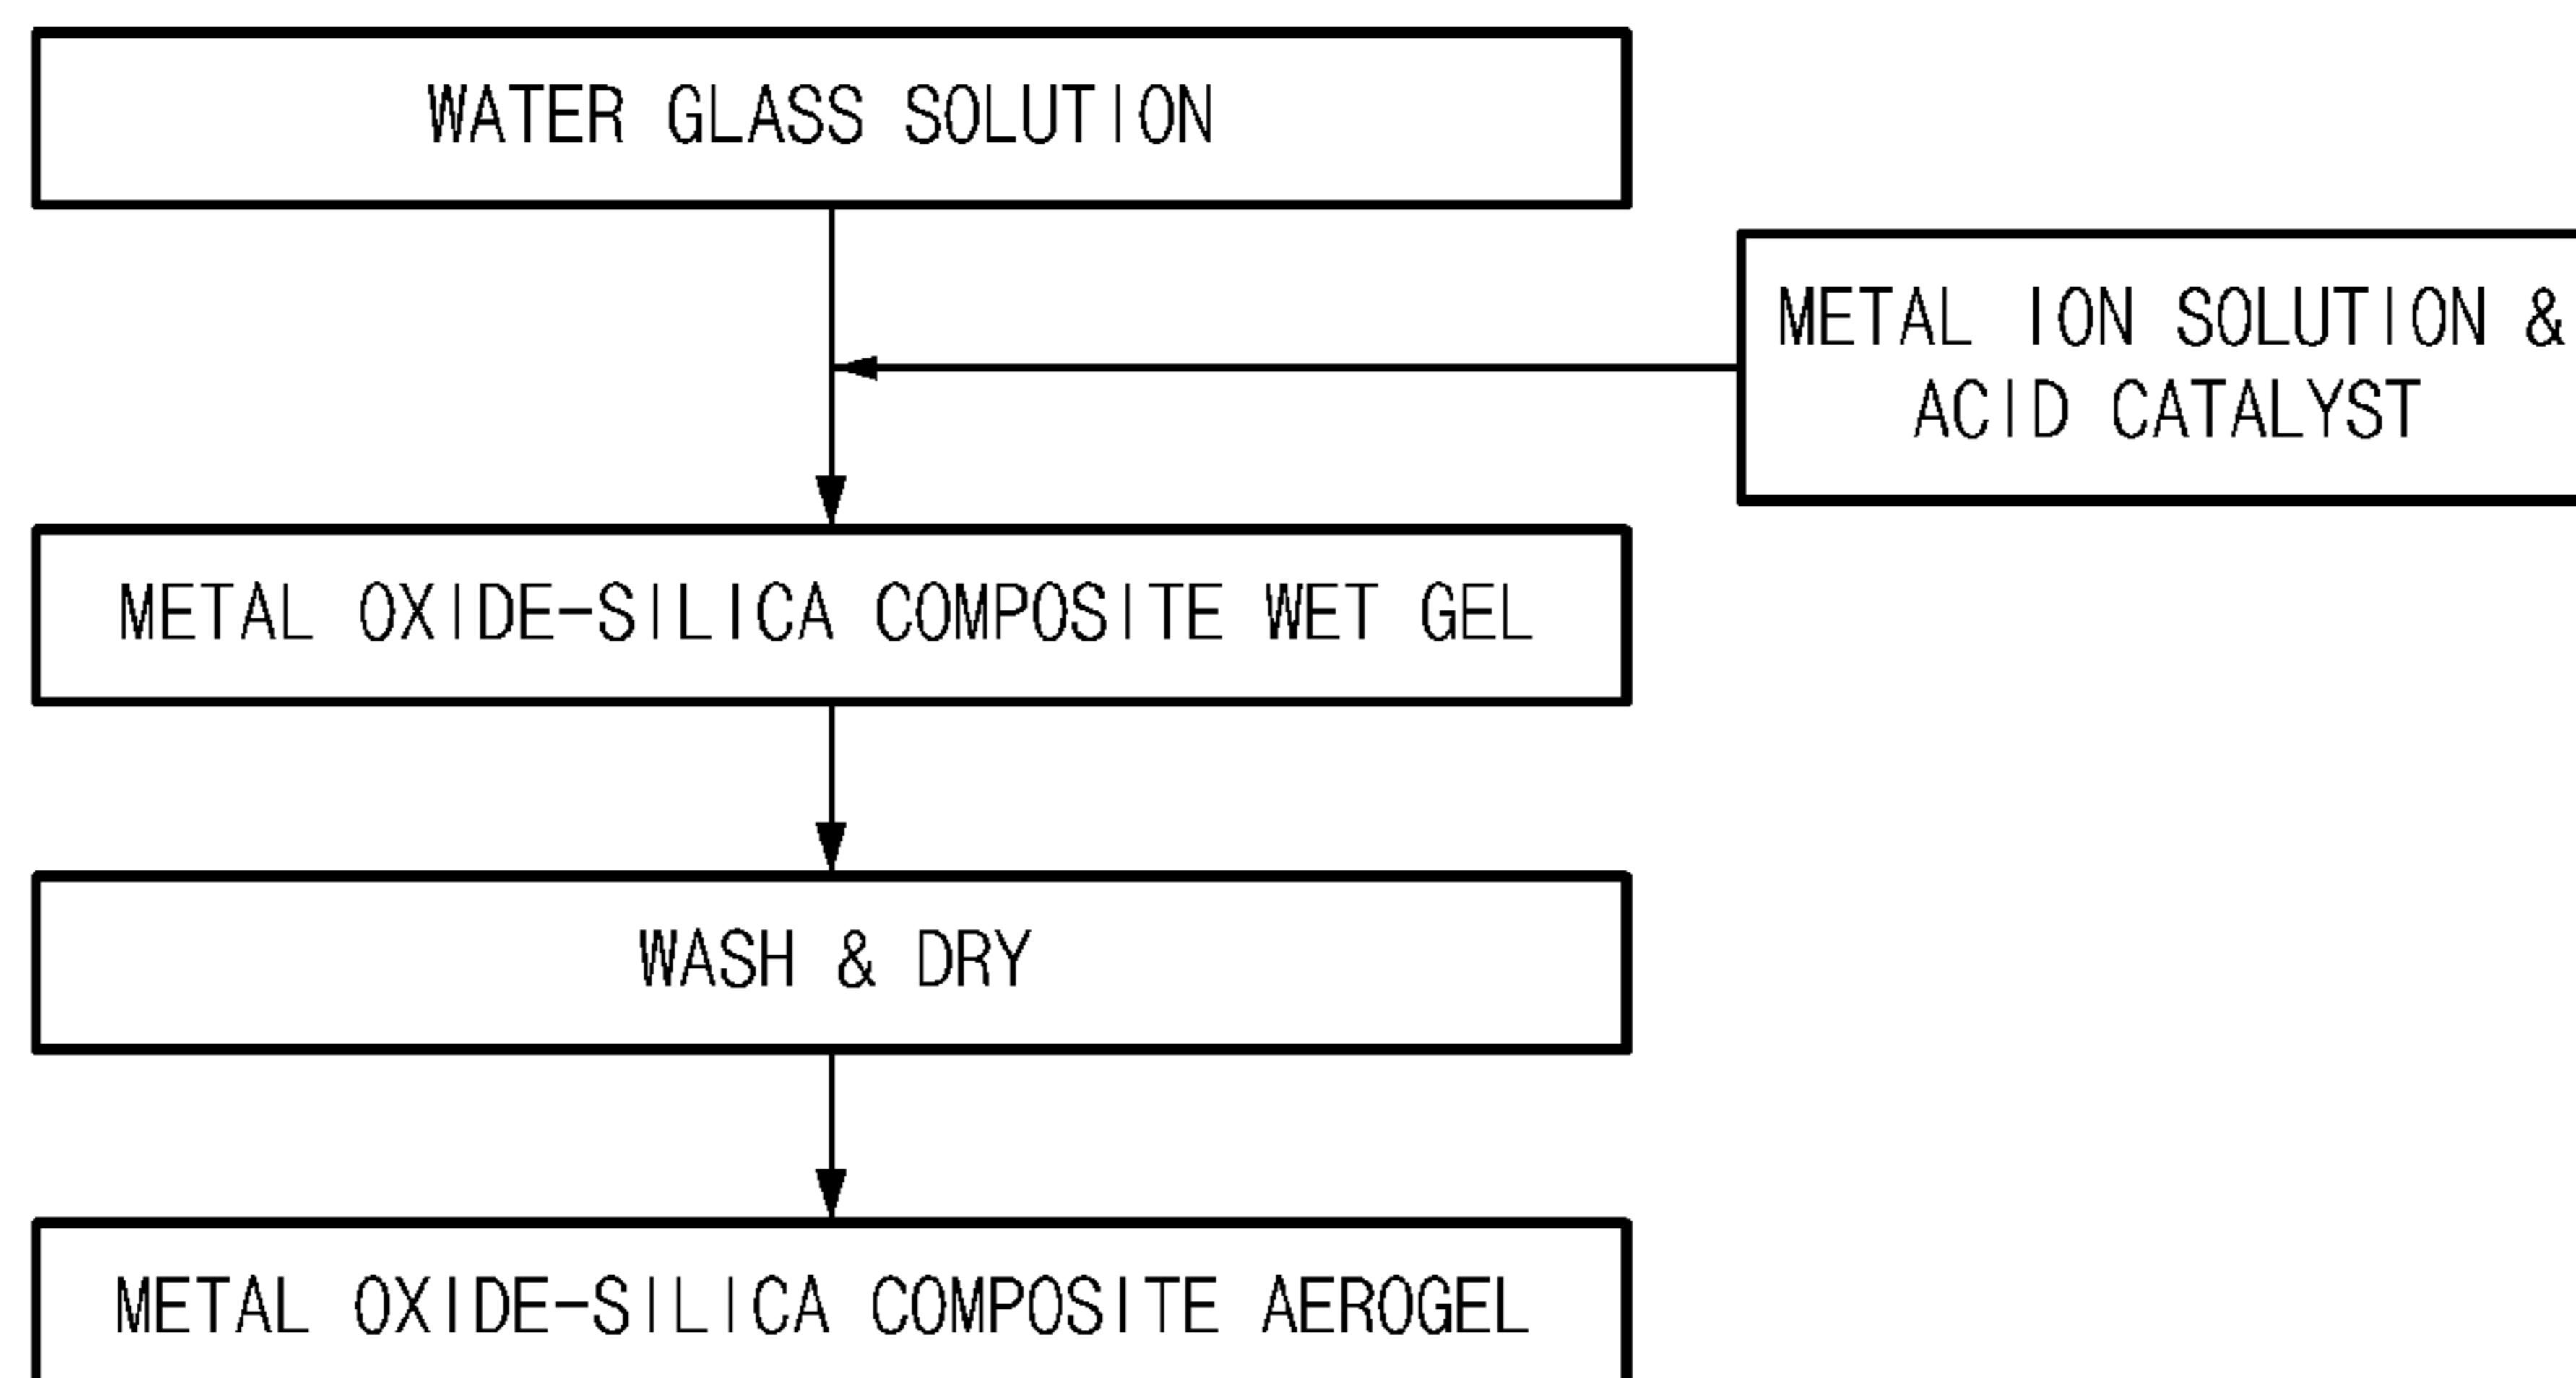 WATER GLASS SOLUTION
METAL ION SOLUTION &
ACID CATALYST
METAL OXIDE-SILICA COMPOSITE WET GEL
WASH & DRY
METAL OXIDE-SILICA COMPOSITE AEROGEL